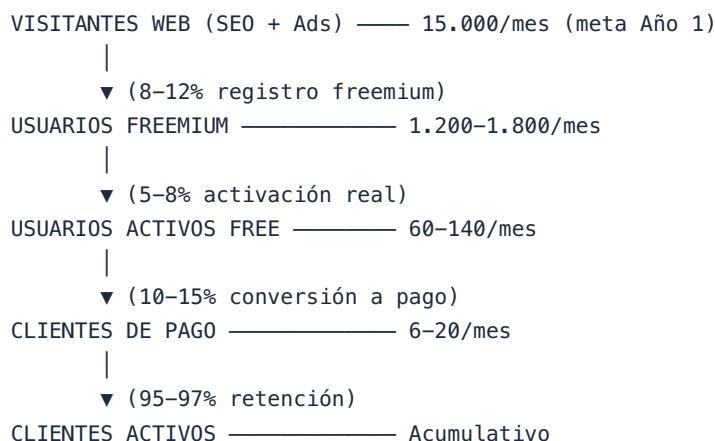 VISITANTES WEB (SEO + Ads) ──── 15.000/mes (meta Año 1)
│
▼ (8-12% registro freemium)
USUARIOS FREEMIUM ──────────── 1.200-1.800/mes
│
▼ (5-8% activación real)
USUARIOS ACTIVOS FREE ──────── 60-140/mes
│
▼ (10-15% conversión a pago)
CLIENTES DE PAGO ───────────── 6-20/mes
│
▼ (95-97% retención)
CLIENTES ACTIVOS ───────────── Acumulativo